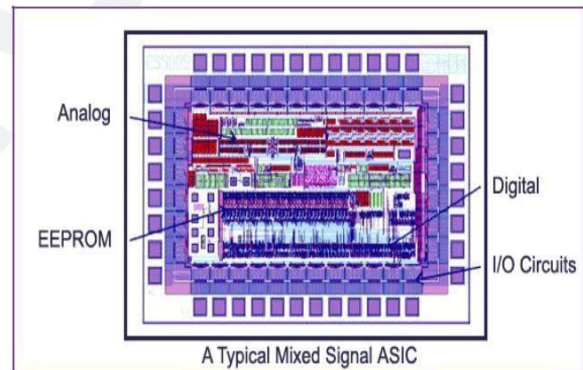 Analog
Digital
EEPROM
I/O Circuits
A Typical Mixed Signal ASIC